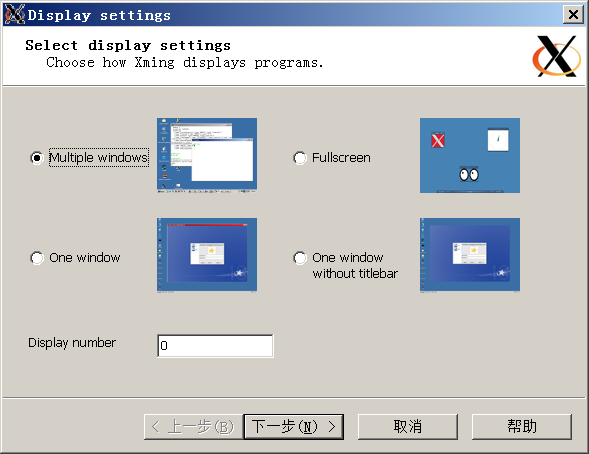 Display settings
Select display settings
Choose how Xming displays programs.
Multiple windows
Fullscreen
One window
One window
without titlebar
Display number
0
< 上一步(B)
下一步(N) >
取消
帮助